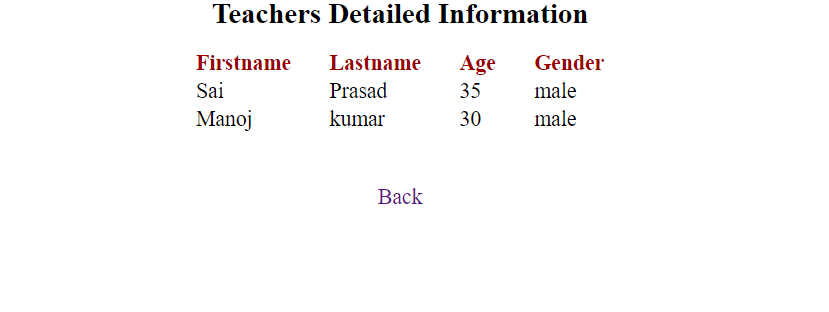 Teachers Detailed Information
Firstname Lastname Age Gender
Sai Prasad 35 male
Manoj kumar 30 male
Back